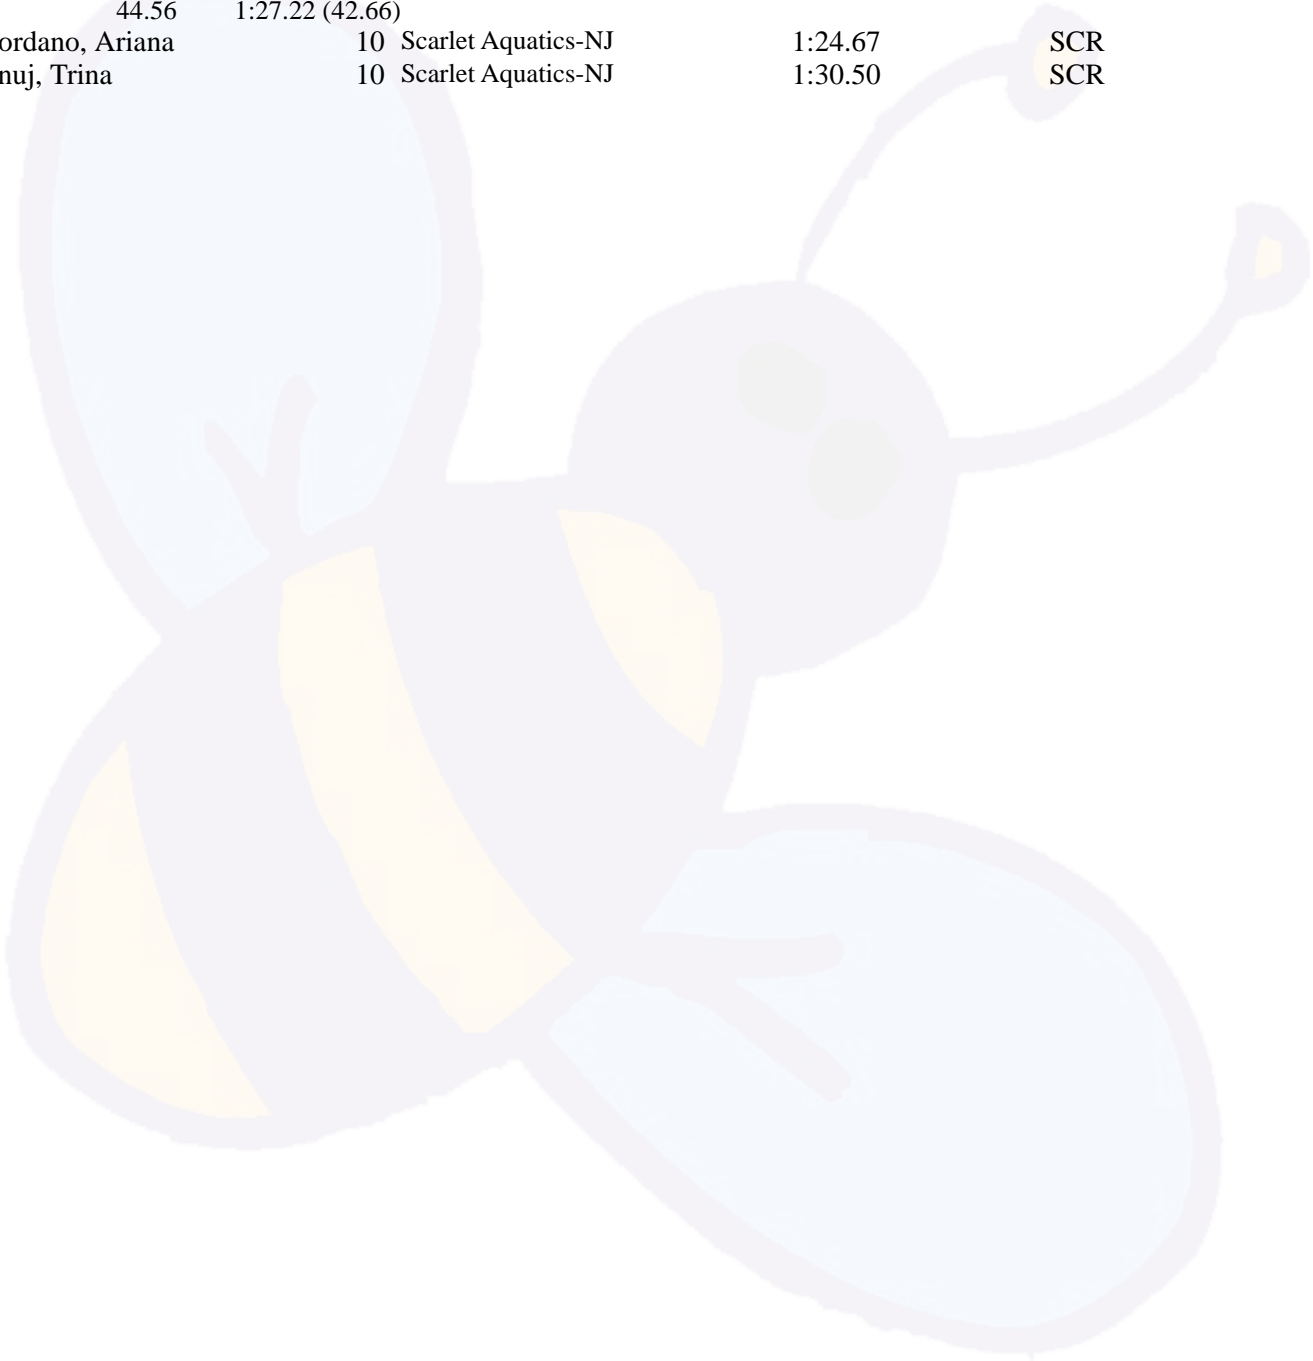 44.56 1:27.22 (42.66)
ordano, Ariana 10 Scarlet Aquatics-NJ 1:24.67 SCR
nuj, Trina 10 Scarlet Aquatics-NJ 1:30.50 SCR